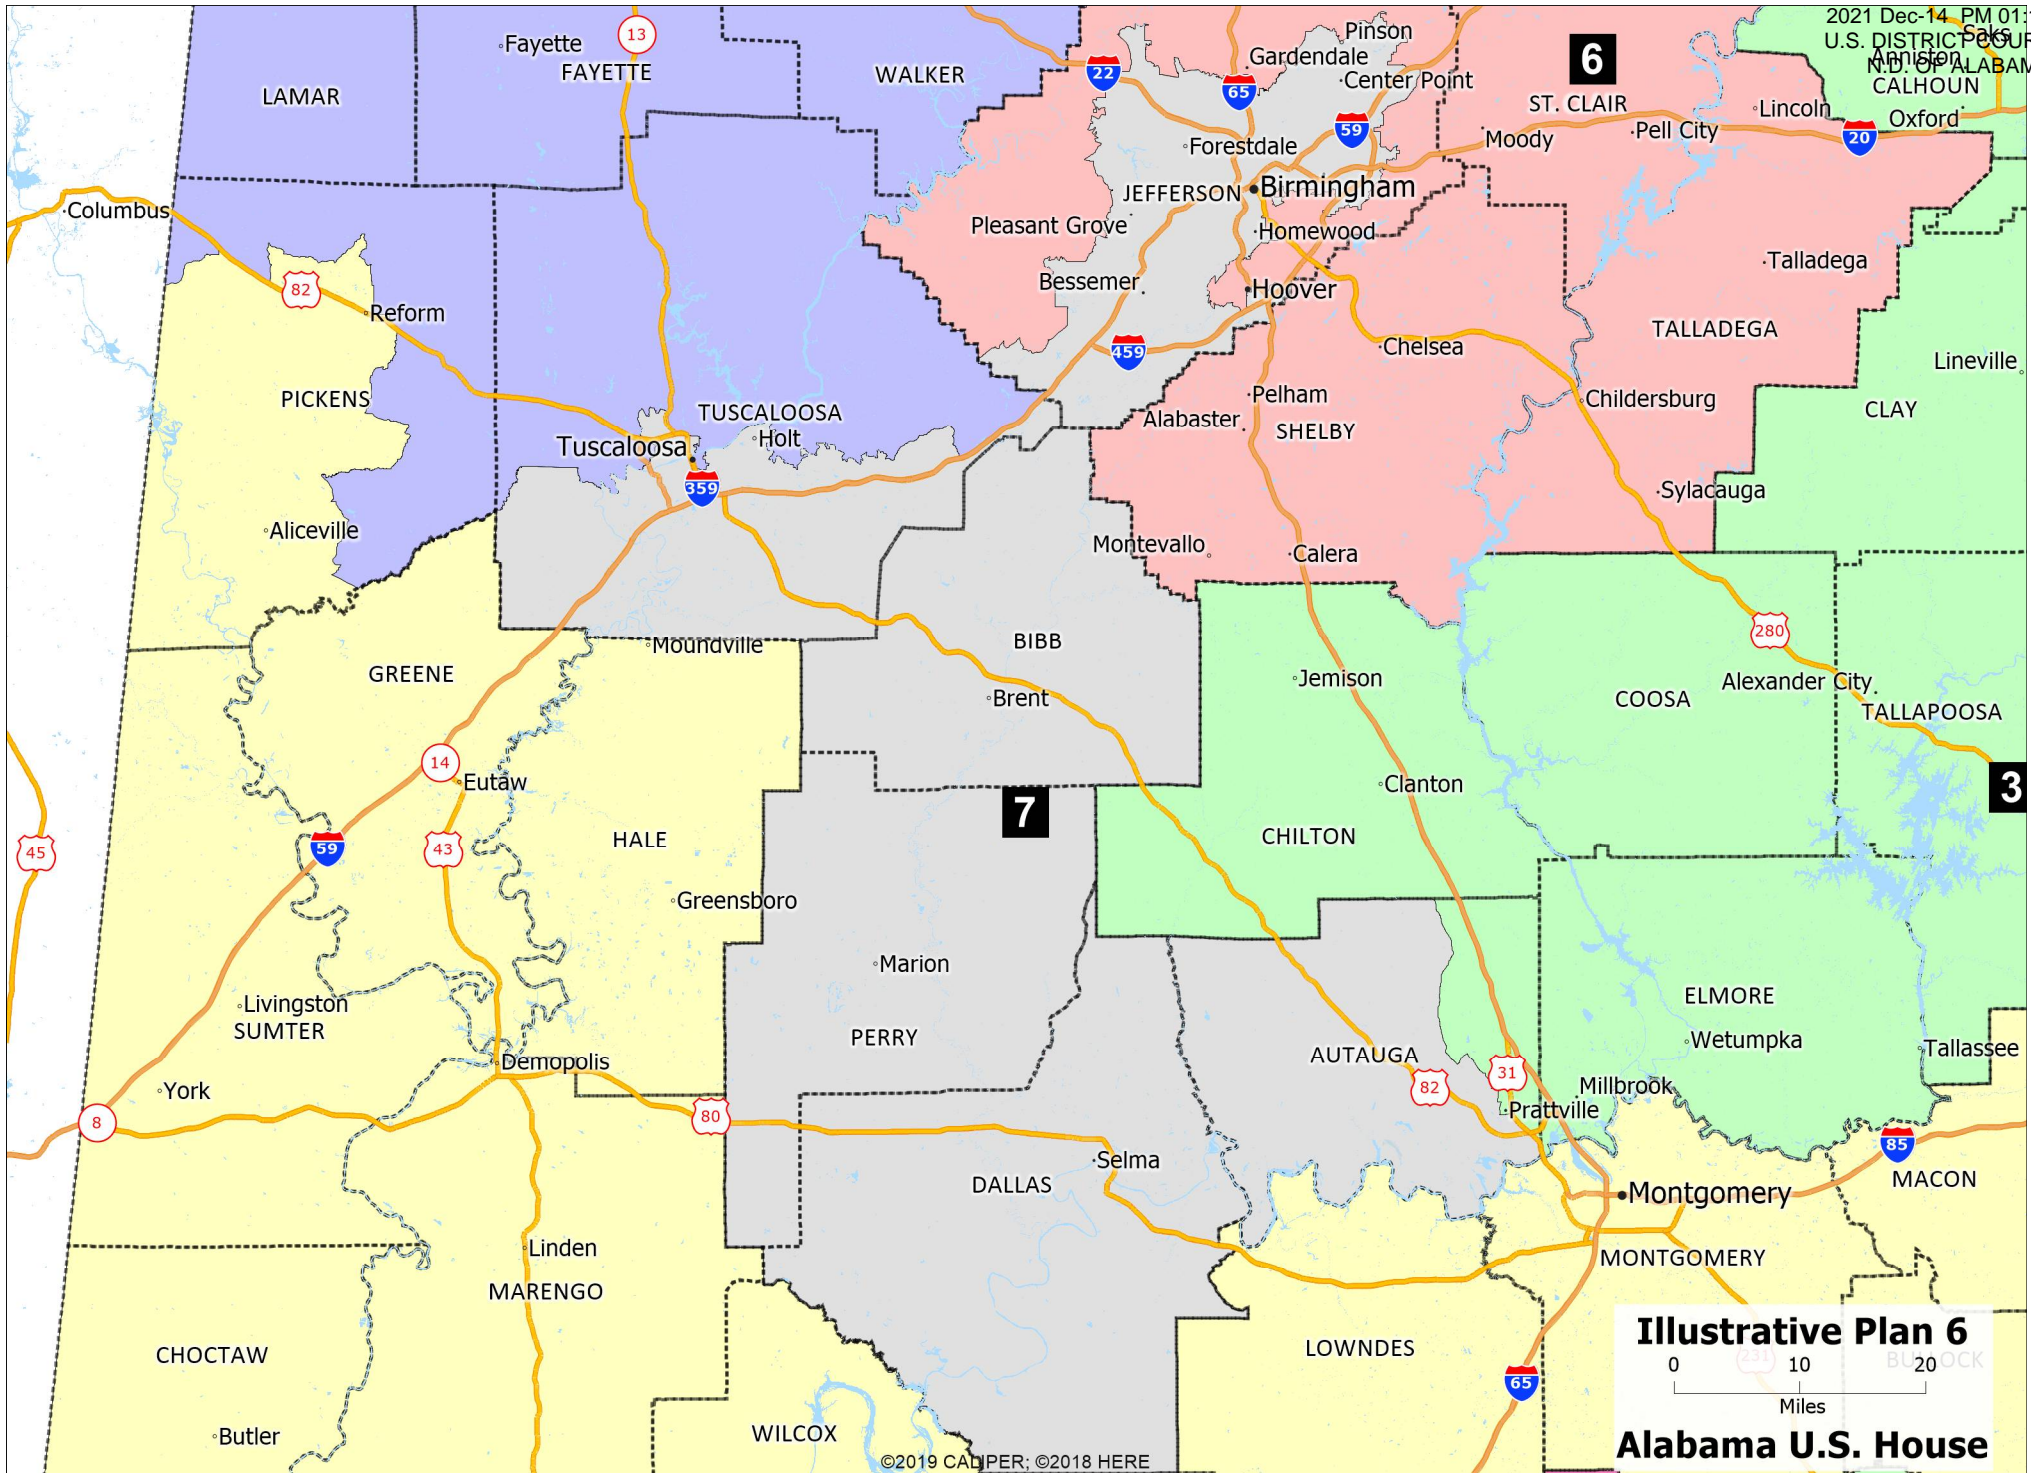 2021 Dec-14 PM 01:
U.S. DISTRICT COUR
N.D. OF ALABAM
13
Fayette
FAYETTE
LAMAR
WALKER
22
65
Pinson
Gardendale
Center Point
6
ST. CLAIR
Saks
Anniston
CALHOUN
Oxford
Lincoln
20
Moody
Pell City
59
Forestdale
JEFFERSON
Birmingham
Columbus
Pleasant Grove
Homewood
Talladega
Bessemer
Hoover
82
Reform
TALLADEGA
459
Chelsea
Lineville
PICKENS
TUSCALOOSA
Holt
Tuscaloosa
Pelham
Alabaster
SHELBY
Childersburg
CLAY
359
Sylacauga
Aliceville
Montevallo
Calera
GREENE
Moundville
BIBB
Brent
Jemison
COOSA
280
Alexander City
TALLAPOOSA
14
Eutaw
Clanton
3
7
45
59
43
HALE
CHILTON
Greensboro
Marion
Livingston
SUMTER
PERRY
ELMORE
Wetumpka
Tallassee
Demopolis
AUTAUGA
82
31
Millbrook
Prattville
York
8
80
85
Selma
DALLAS
MACON
Montgomery
Linden
MARENGO
MONTGOMERY
CHOCTAW
LOWNDES
65
Butler
WILCOX
Illustrative Plan 6
231
BULLOCK
0 10 20
Miles
Alabama U.S. House
©2019 CALIPER; ©2018 HERE